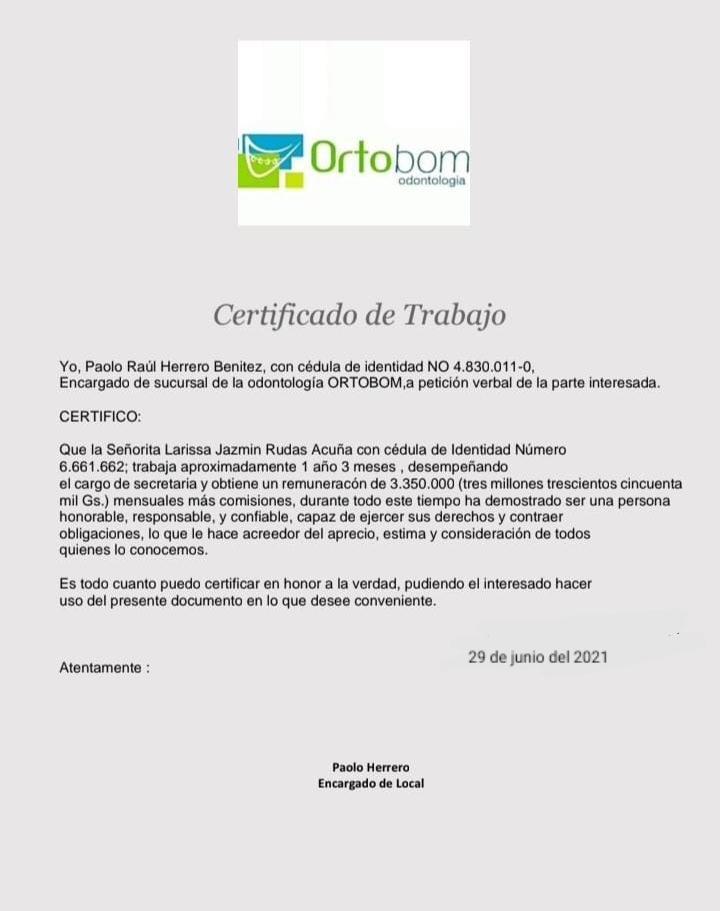 Ortobom
odontologia
Certificado de Trabajo
Yo, Paolo Raúl Herrero Benitez, con cédula de identidad NO 4.830.011-0,
Encargado de sucursal de la odontología ORTOBOM,a petición verbal de la parte interesada.
CERTIFICO:
Que la Señorita Larissa Jazmin Rudas Acuña con cédula de Identidad Número
6.661.662; trabaja aproximadamente 1 año 3 meses , desempeñando
el cargo de secretaria y obtiene un remuneracón de 3.350.000 (tres millones trescientos cincuenta
mil Gs.) mensuales más comisiones, durante todo este tiempo ha demostrado ser una persona
honorable, responsable, y confiable, capaz de ejercer sus derechos y contraer
obligaciones, lo que le hace acreedor del aprecio, estima y consideración de todos
quienes lo conocemos.
Es todo cuanto puedo certificar en honor a la verdad, pudiendo el interesado hacer
uso del presente documento en lo que desee conveniente.
29 de junio del 2021
Atentamente :
Paolo Herrero
Encargado de Local